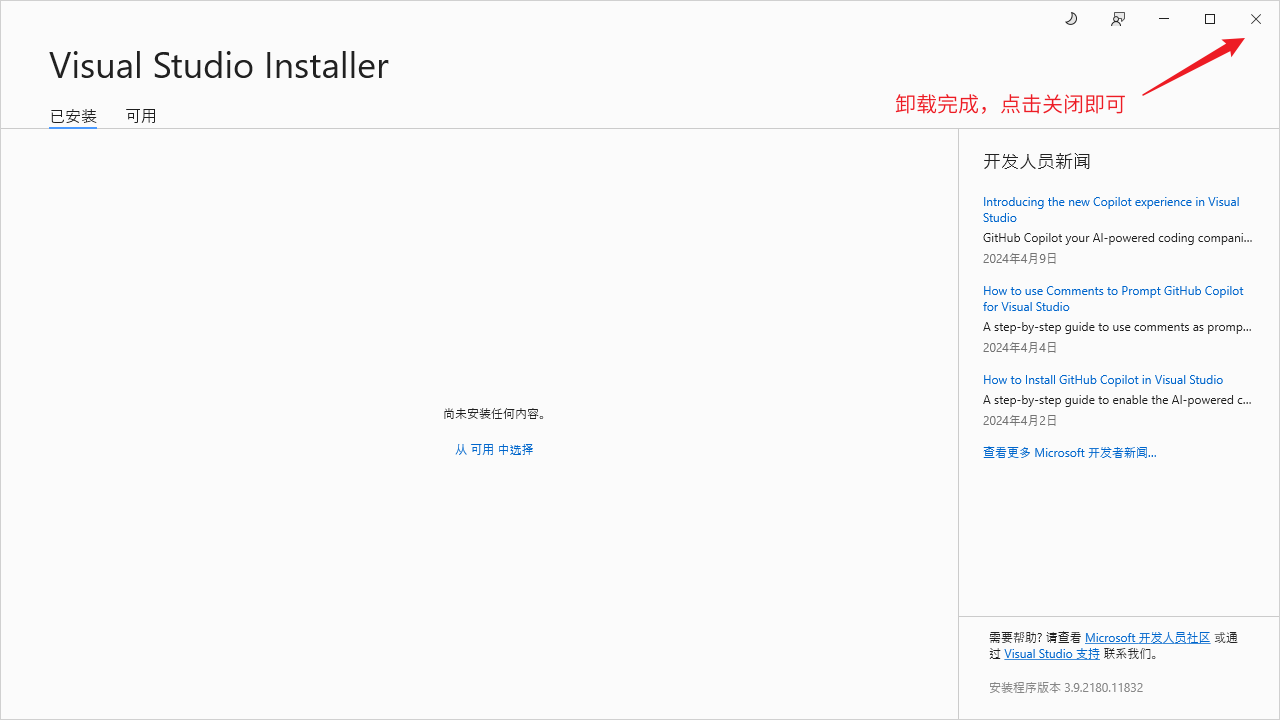 Visual Studio Installer
卸载完成，点击关闭即可
已安装 可用
尚未安装任何内容。
从 可用 中选择
开发人员新闻
Introducing the new Copilot experience in Visual
Studio
GitHub Copilot your AI-powered coding compani...
2024年4月9日
How to use Comments to Prompt GitHub Copilot
for Visual Studio
A step-by-step guide to use comments as promp...
2024年4月4日
How to Install GitHub Copilot in Visual Studio
A step-by-step guide to enable the AI-powered c...
2024年4月2日
查看更多 Microsoft 开发者新闻...
需要帮助? 请查看 Microsoft 开发人员社区 或通
过 Visual Studio 支持 联系我们。
安装程序版本 3.9.2180.11832